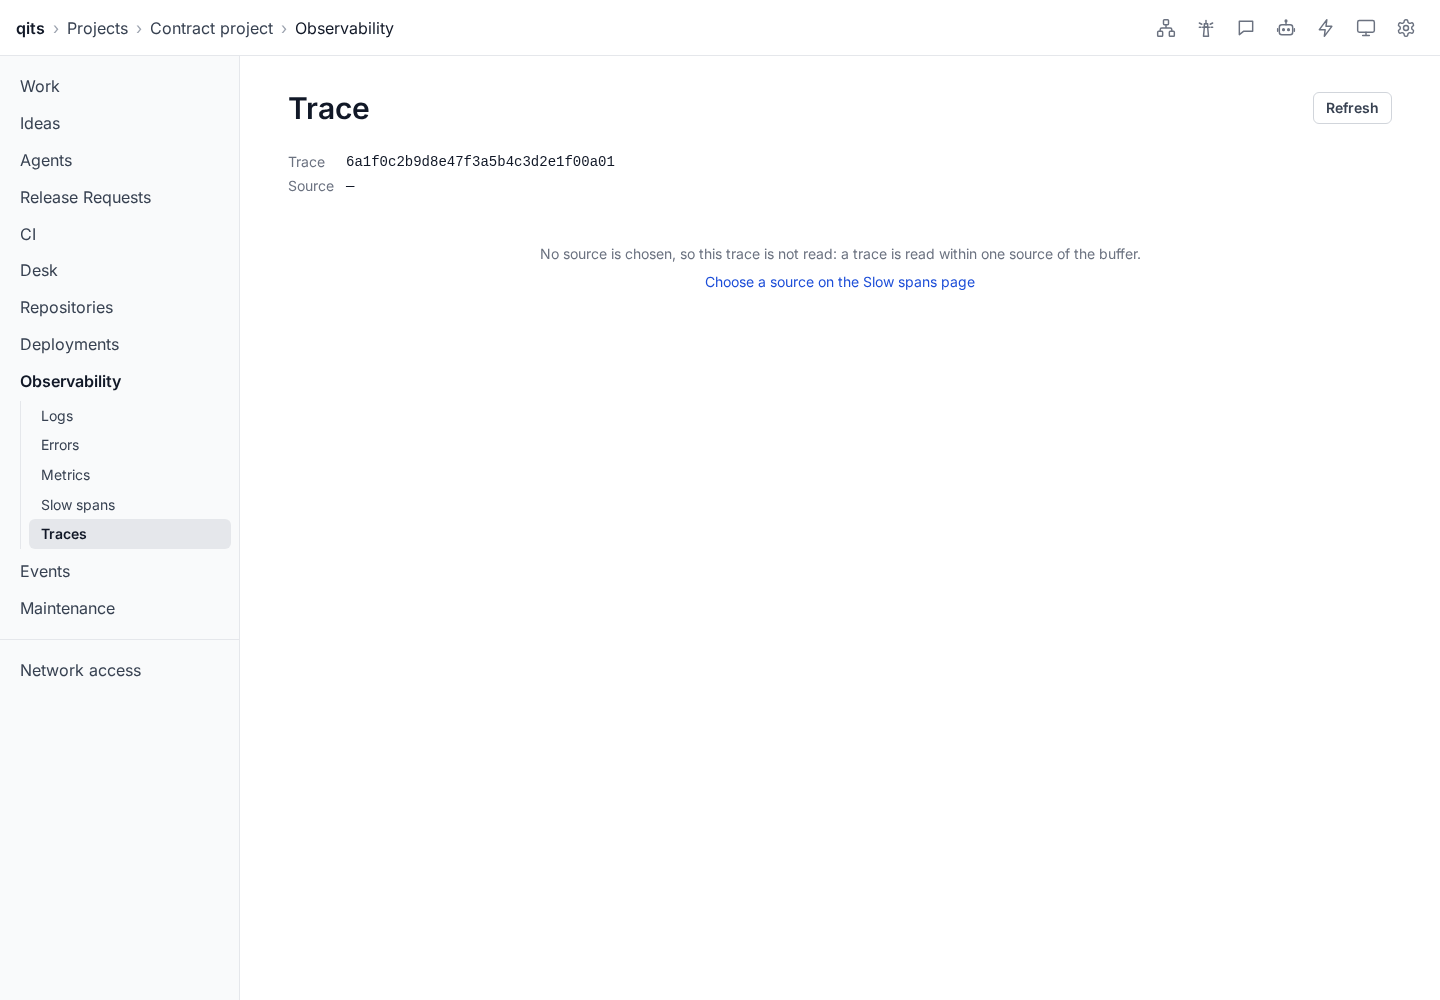 qits › Projects › Contract project › Observability
Work
Ideas
Agents
Release Requests
CI
Desk
Repositories
Deployments
Observability
Logs
Errors
Metrics
Slow spans
Traces
Events
Maintenance
Network access
Trace
Refresh
Trace 6a1f0c2b9d8e47f3a5b4c3d2e1f00a01
Source —
No source is chosen, so this trace is not read: a trace is read within one source of the buffer.
Choose a source on the Slow spans page